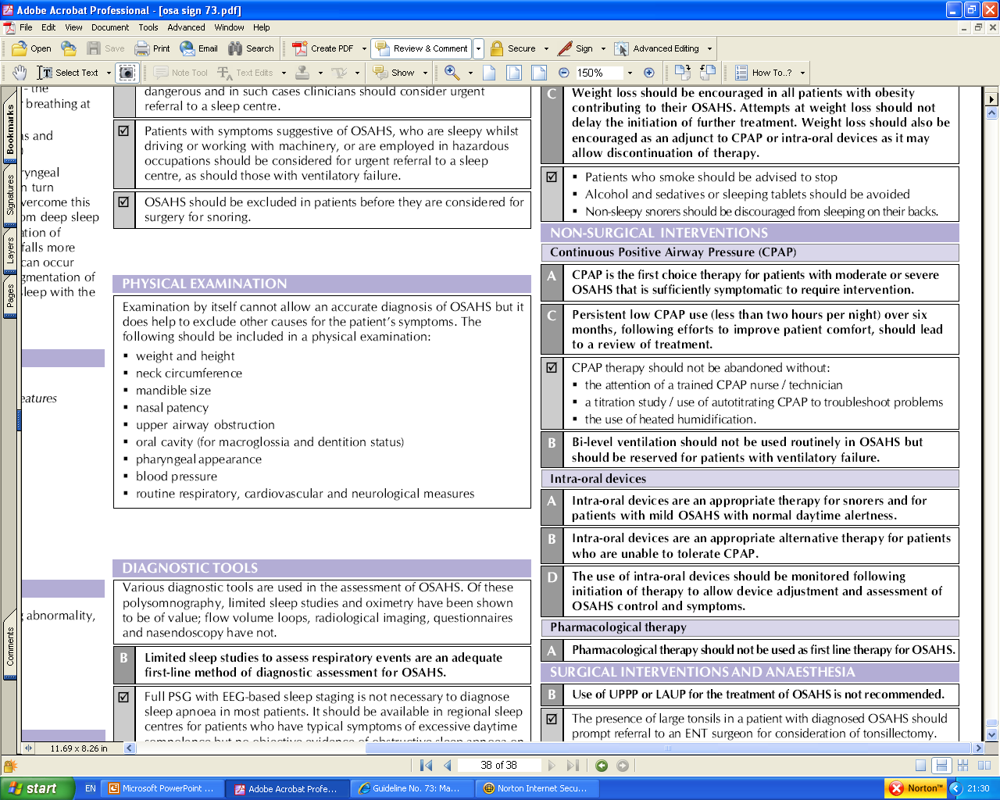 Adobe Acrobat Professional - [osa sign 73.pdf]
File Edit View Document Tools Advanced Window Help
Open Save Print Email Search Create PDF Review & Comment Secure Sign Advanced Editing
Select Text Note Tool Text Edits Show 150% How To..?
Bookmarks
Signatures
Layers
Pages
Comments
- the
breathing at
as and
ryngeal
n turn
vercome this
om deep sleep
ation of
falls more
can occur
gmentation of
sleep with the
eatures
abnormality,
dangerous and in such cases clinicians should consider urgent
referral to a sleep centre.
☑ Patients with symptoms suggestive of OSAHS, who are sleepy whilst
driving or working with machinery, or are employed in hazardous
occupations should be considered for urgent referral to a sleep
centre, as should those with ventilatory failure.
☑ OSAHS should be excluded in patients before they are considered for
surgery for snoring.
PHYSICAL EXAMINATION
Examination by itself cannot allow an accurate diagnosis of OSAHS but it
does help to exclude other causes for the patient's symptoms. The
following should be included in a physical examination:
▪ weight and height
▪ neck circumference
▪ mandible size
▪ nasal patency
▪ upper airway obstruction
▪ oral cavity (for macroglossia and dentition status)
▪ pharyngeal appearance
▪ blood pressure
▪ routine respiratory, cardiovascular and neurological measures
DIAGNOSTIC TOOLS
Various diagnostic tools are used in the assessment of OSAHS. Of these
polysomnography, limited sleep studies and oximetry have been shown
to be of value; flow volume loops, radiological imaging, questionnaires
and nasendoscopy have not.
B Limited sleep studies to assess respiratory events are an adequate
first-line method of diagnostic assessment for OSAHS.
☑ Full PSG with EEG-based sleep staging is not necessary to diagnose
sleep apnoea in most patients. It should be available in regional sleep
centres for patients who have typical symptoms of excessive daytime
somnolence but no objective evidence of obstructive sleep apnoea on
C Weight loss should be encouraged in all patients with obesity
contributing to their OSAHS. Attempts at weight loss should not
delay the initiation of further treatment. Weight loss should also be
encouraged as an adjunct to CPAP or intra-oral devices as it may
allow discontinuation of therapy.
☑ ▪ Patients who smoke should be advised to stop
▪ Alcohol and sedatives or sleeping tablets should be avoided
▪ Non-sleepy snorers should be discouraged from sleeping on their backs.
NON-SURGICAL INTERVENTIONS
Continuous Positive Airway Pressure (CPAP)
A CPAP is the first choice therapy for patients with moderate or severe
OSAHS that is sufficiently symptomatic to require intervention.
C Persistent low CPAP use (less than two hours per night) over six
months, following efforts to improve patient comfort, should lead
to a review of treatment.
☑ CPAP therapy should not be abandoned without:
▪ the attention of a trained CPAP nurse / technician
▪ a titration study / use of autotitrating CPAP to troubleshoot problems
▪ the use of heated humidification.
B Bi-level ventilation should not be used routinely in OSAHS but
should be reserved for patients with ventilatory failure.
Intra-oral devices
A Intra-oral devices are an appropriate therapy for snorers and for
patients with mild OSAHS with normal daytime alertness.
B Intra-oral devices are an appropriate alternative therapy for patients
who are unable to tolerate CPAP.
D The use of intra-oral devices should be monitored following
initiation of therapy to allow device adjustment and assessment of
OSAHS control and symptoms.
Pharmacological therapy
A Pharmacological therapy should not be used as first line therapy for OSAHS.
SURGICAL INTERVENTIONS AND ANAESTHESIA
B Use of UPPP or LAUP for the treatment of OSAHS is not recommended.
☑ The presence of large tonsils in a patient with diagnosed OSAHS should
prompt referral to an ENT surgeon for consideration of tonsillectomy.
11.69 x 8.26 in
38 of 38
start EN Microsoft PowerPoint ... Adobe Acrobat Profe... Guideline No. 73: Ma... Norton Internet Secu... Norton™ 21:30